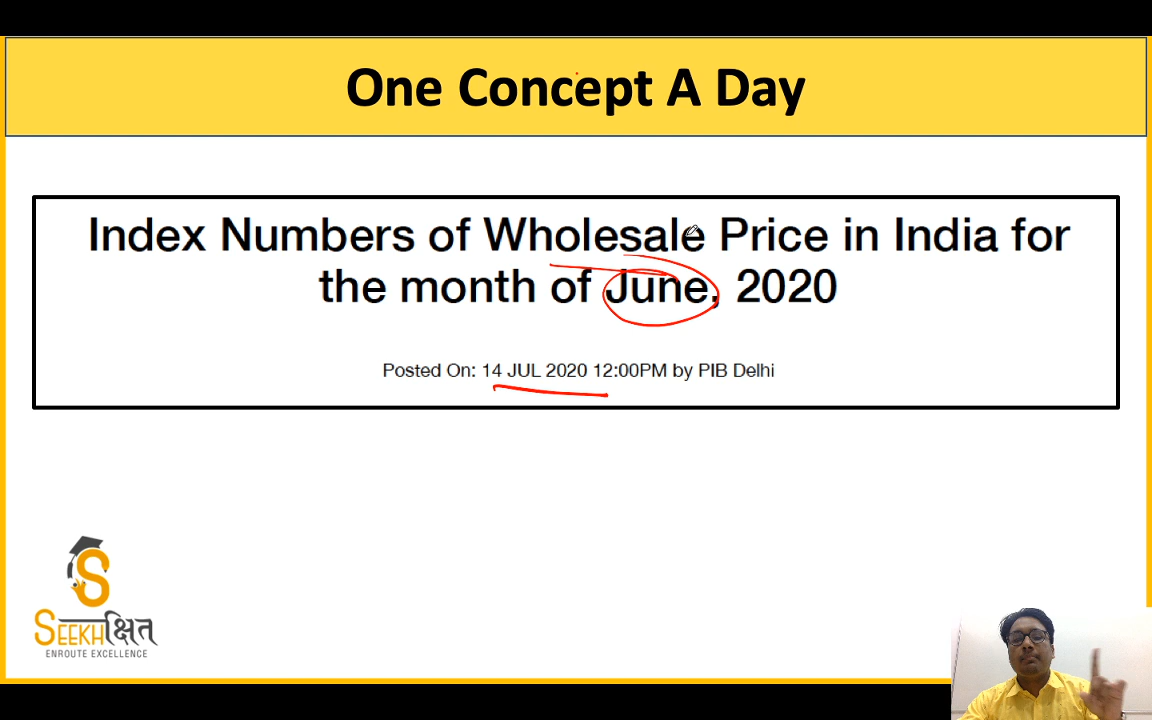 One Concept A Day
Index Numbers of Wholesale Price in India for
the month of June, 2020
Posted On: 14 JUL 2020 12:00PM by PIB Delhi
SEEKHक्षित
ENROUTE EXCELLENCE